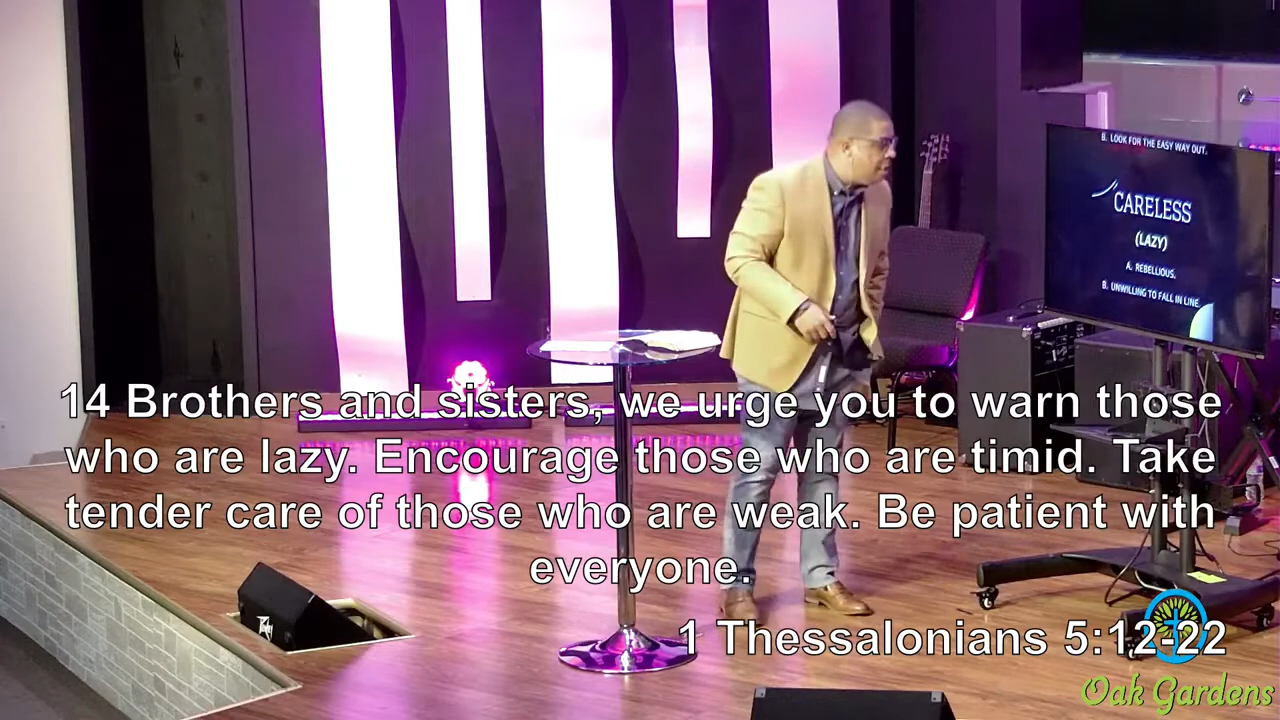 B. LOOK FOR THE EASY WAY OUT.
CARELESS
(LAZY)
A. REBELLIOUS.
B. UNWILLING TO FALL IN LINE
14 Brothers and sisters, we urge you to warn those
who are lazy. Encourage those who are timid. Take
tender care of those who are weak. Be patient with
everyone.
1 Thessalonians 5:12-22
Oak Gardens